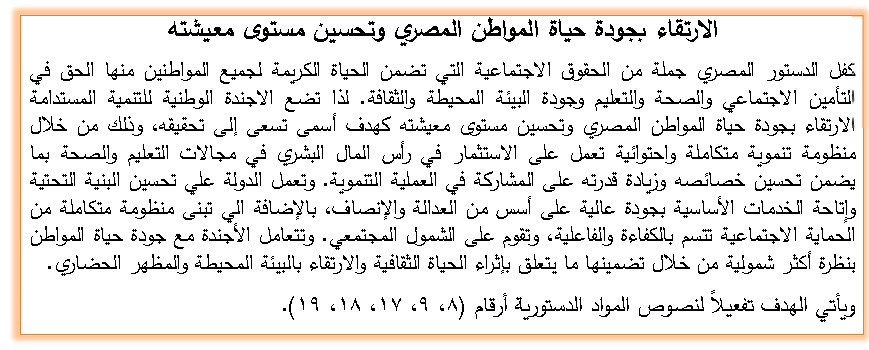 الارتقاء بجودة حياة المواطن المصري وتحسين مستوى معيشته
كفل الدستور المصري جملة من الحقوق الاجتماعية التي تضمن الحياة الكريمة لجميع المواطنين منها الحق في
التأمين الاجتماعي والصحة والتعليم وجودة البيئة المحيطة والثقافة. لذا تضع الاجندة الوطنية للتنمية المستدامة
الارتقاء بجودة حياة المواطن المصري وتحسين مستوى معيشته كهدف أسمى تسعى إلى تحقيقه، وذلك من خلال
منظومة تنموية متكاملة واحتوائية تعمل على الاستثمار في رأس المال البشري في مجالات التعليم والصحة بما
يضمن تحسين خصائصه وزيادة قدرته على المشاركة في العملية التنموية. وتعمل الدولة علي تحسين البنية التحتية
وإتاحة الخدمات الأساسية بجودة عالية على أسس من العدالة والإنصاف، بالإضافة الي تبنى منظومة متكاملة من
الحماية الاجتماعية تتسم بالكفاءة والفاعلية، وتقوم على الشمول المجتمعي. وتتعامل الأجندة مع جودة حياة المواطن
بنظرة أكثر شمولية من خلال تضمينها ما يتعلق بإثراء الحياة الثقافية والارتقاء بالبيئة المحيطة والمظهر الحضاري.
ويأتي الهدف تفعيلاً لنصوص المواد الدستورية أرقام (٨، ٩، ١٧، ١٨، ١٩).